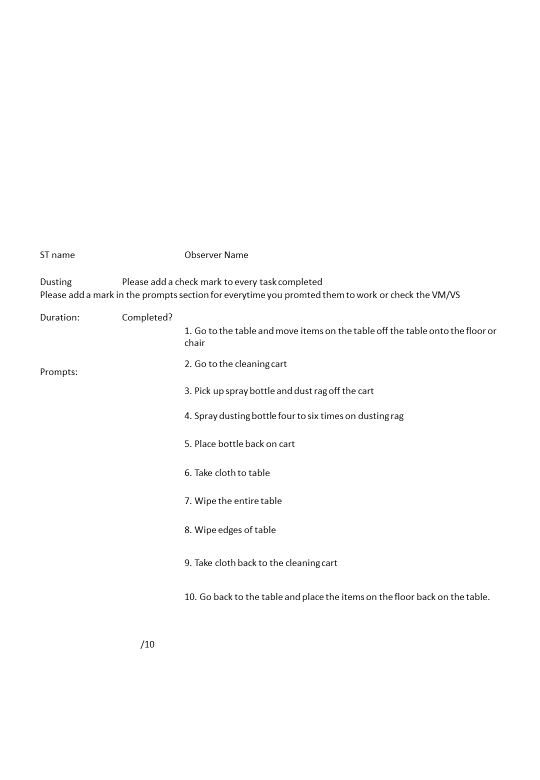 ST name Observer Name
Dusting Please add a check mark to every task completed
Please add a mark in the prompts section for everytime you promted them to work or check the VM/VS
Duration: Completed?
1. Go to the table and move items on the table off the table onto the floor or
chair
2. Go to the cleaning cart
Prompts:
3. Pick up spray bottle and dust rag off the cart
4. Spray dusting bottle four to six times on dusting rag
5. Place bottle back on cart
6. Take cloth to table
7. Wipe the entire table
8. Wipe edges of table
9. Take cloth back to the cleaning cart
10. Go back to the table and place the items on the floor back on the table.
/10